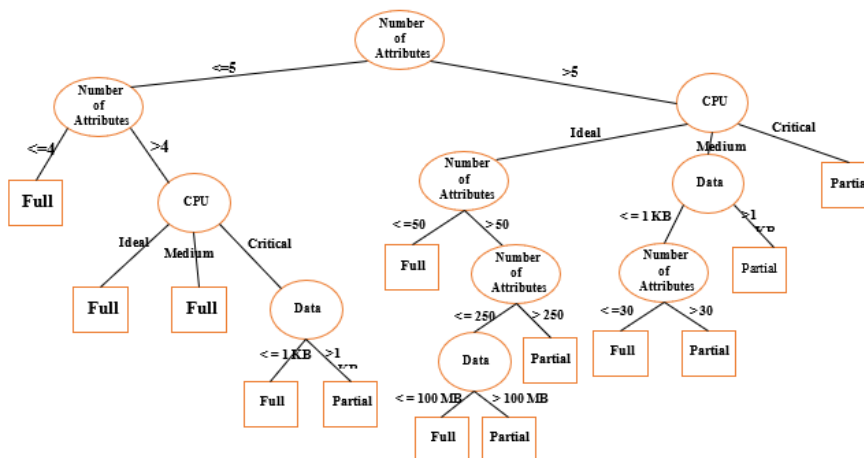 Number
of
Attributes
<=5
>5
Number
of
Attributes
CPU
Ideal
Medium
Critical
<=4
>4
Full
CPU
Number
of
Attributes
Data
Partial
Ideal
Medium
Critical
<=50
>50
<= 1 KB
>1
Full
Number
of
Attributes
Number
of
Attributes
Partial
Full
Full
Data
<= 250
> 250
<=30
>30
<= 1 KB
>1
Data
Partial
Full
Partial
Full
Partial
<= 100 MB
> 100 MB
Full
Partial